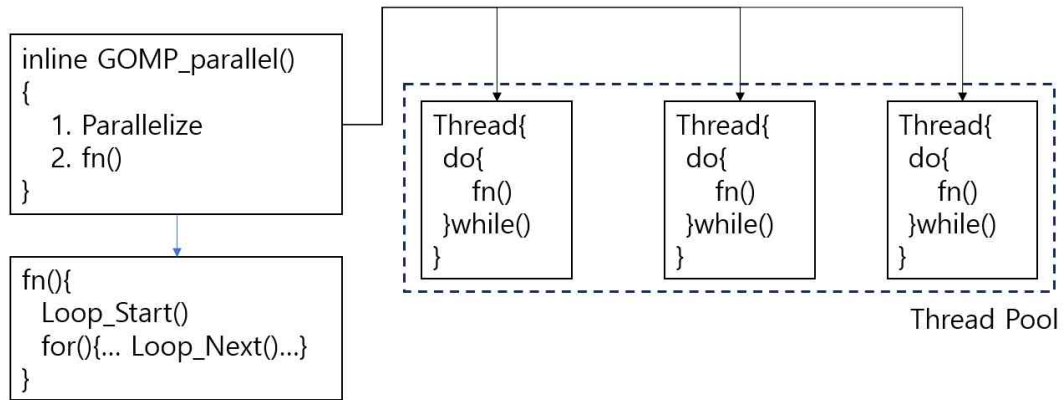 inline GOMP_parallel()
{
1. Parallelize
2. fn()
}
fn(){
Loop_Start()
for(){... Loop_Next()...}
}
Thread{
do{
fn()
}while()
}
Thread{
do{
fn()
}while()
}
Thread{
do{
fn()
}while()
}
Thread Pool